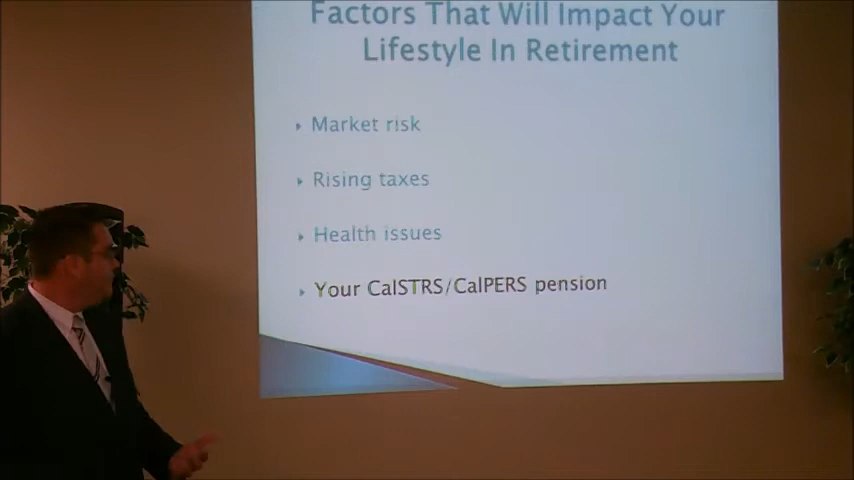 Factors That Will Impact Your
Lifestyle In Retirement
Market risk
Rising taxes
Health issues
Your CalSTRS/CalPERS pension